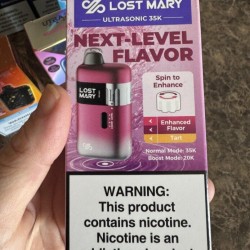 LOST MARY
ULTRASONIC 35K
NEXT-LEVEL
FLAVOR
Spin to
Enhance
LOST
MARY
Enhanced
Flavor
Tart
Normal Mode: 35K
Boost Mode: 20K
WARNING:
This product
contains nicotine.
Nicotine is an